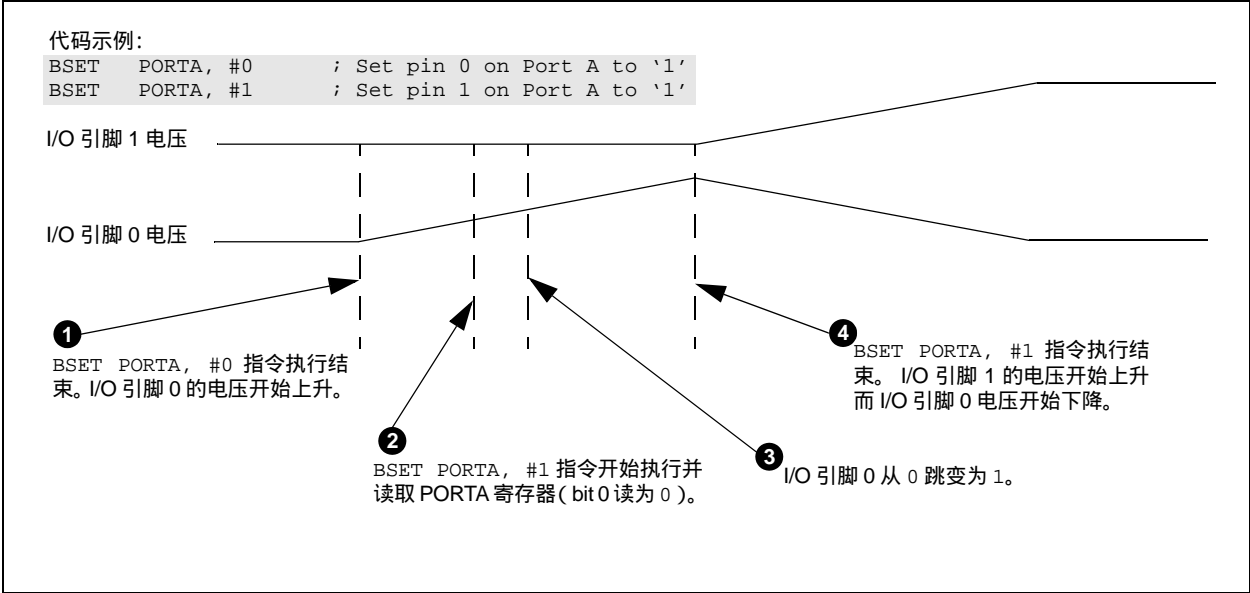 代码示例：
BSET PORTA, #0 ; Set pin 0 on Port A to ‘1’
BSET PORTA, #1 ; Set pin 1 on Port A to ‘1’
I/O 引脚 1 电压
I/O 引脚 0 电压
1
BSET PORTA, #0 指令执行结
束。I/O 引脚 0 的电压开始上升。
2
BSET PORTA, #1 指令开始执行并
读取 PORTA 寄存器（bit 0 读为 0）。
3
I/O 引脚 0 从 0 跳变为 1。
4
BSET PORTA, #1 指令执行结
束。 I/O 引脚 1 的电压开始上升
而 I/O 引脚 0 电压开始下降。